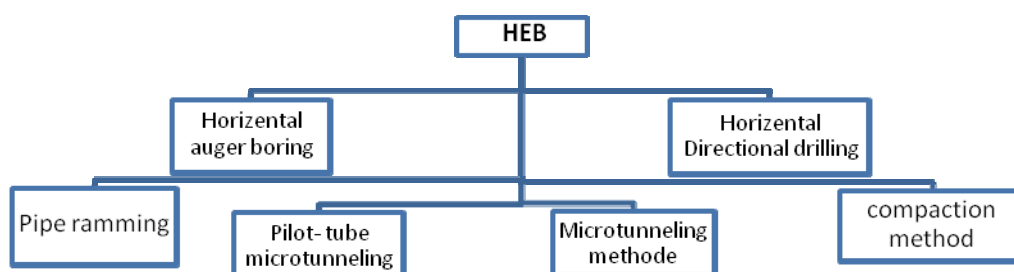 HEB
Horizental
auger boring
Horizental
Directional drilling
Pipe ramming
Pilot- tube
microtunneling
Microtunneling
methode
compaction
method